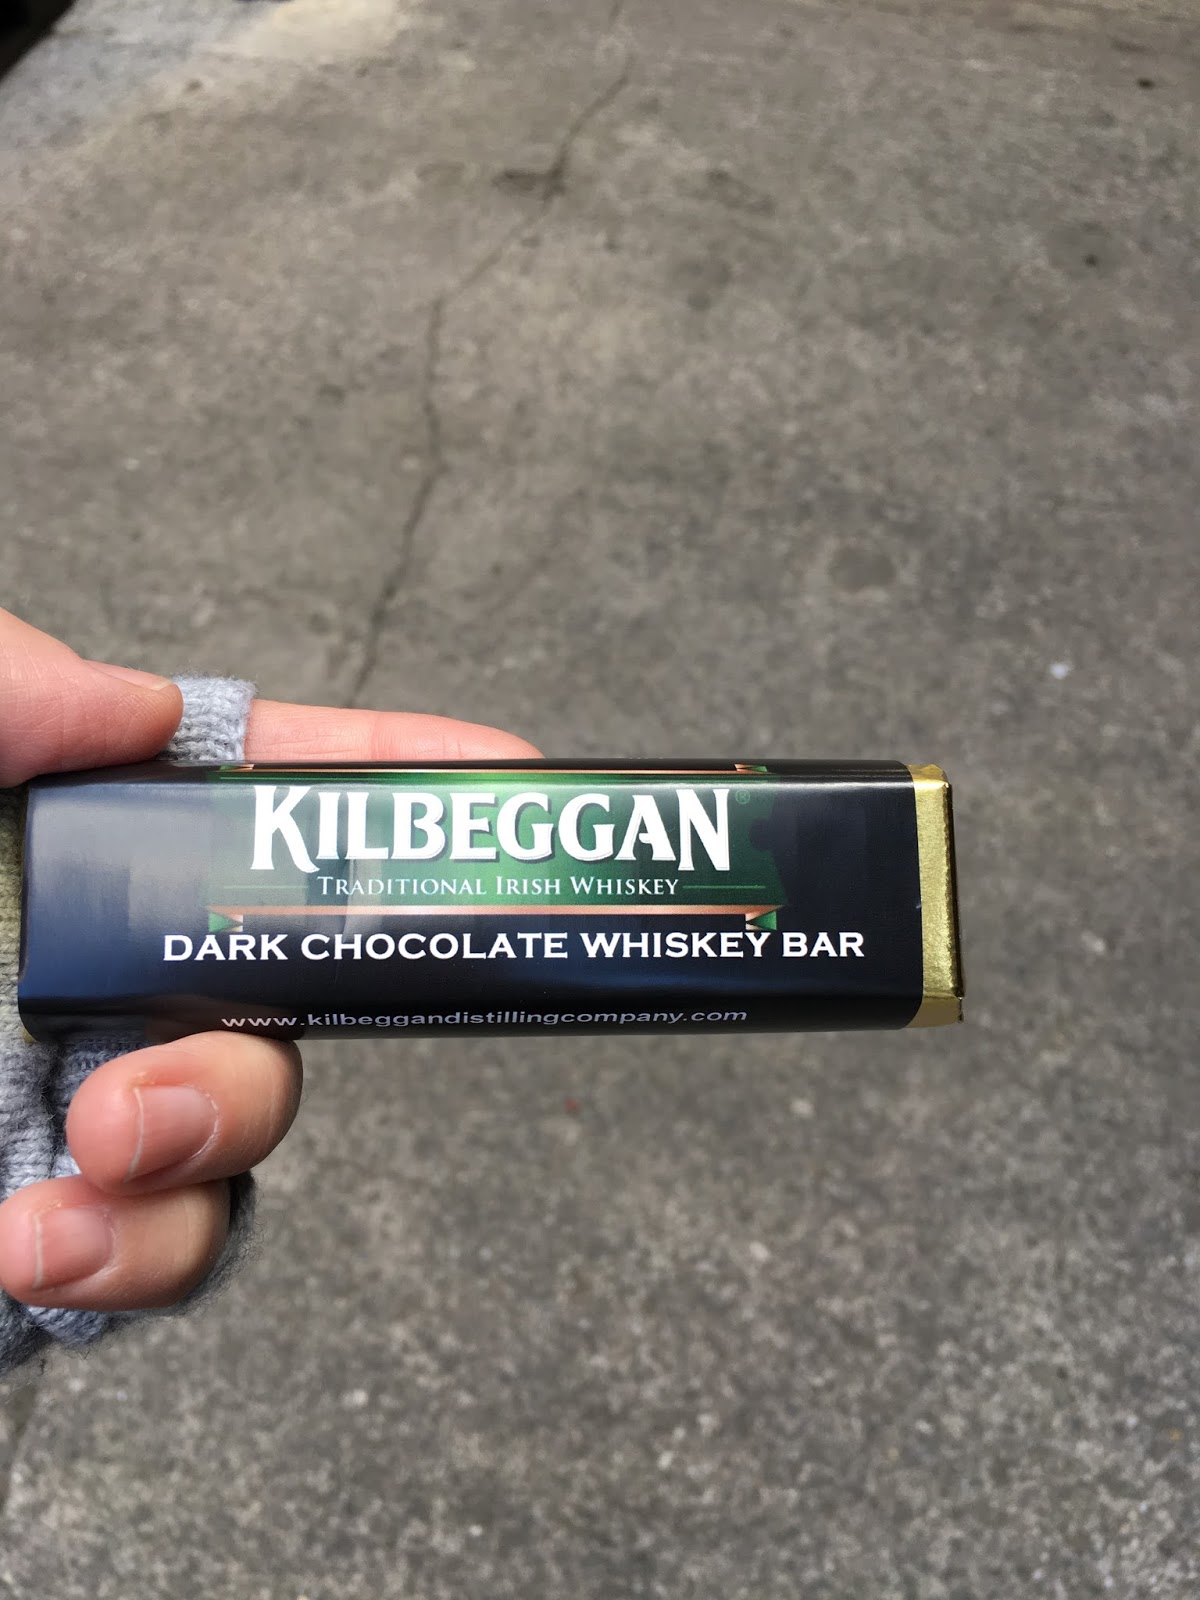 KILBEGGAN®
TRADITIONAL IRISH WHISKEY
DARK CHOCOLATE WHISKEY BAR
www.kilbeggandistillingcompany.com